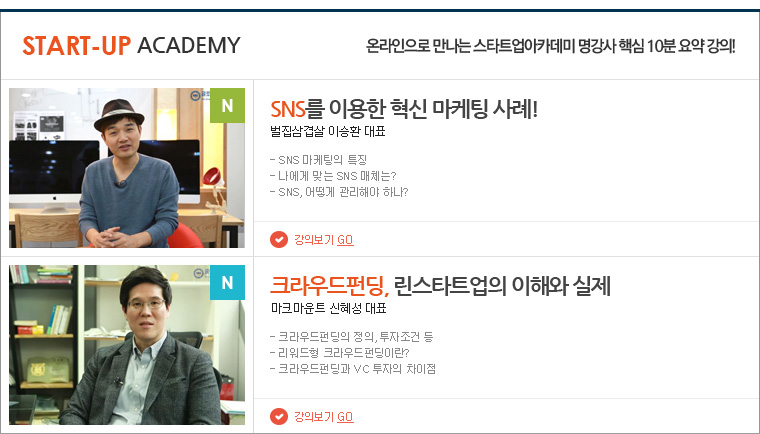 START-UP ACADEMY
온라인으로 만나는 스타트업아카데미 명강사 핵심 10분 요약 강의!
N
SNS를 이용한 혁신 마케팅 사례!
벌집삼겹살 이승환 대표
- SNS 마케팅의 특징
- 나에게 맞는 SNS 매체는?
- SNS, 어떻게 관리해야 하나?
강의보기 GO
N
크라우드펀딩, 린스타트업의 이해와 실제
마크마운트 신혜성 대표
- 크라우드펀딩의 정의, 투자조건 등
- 리워드형 크라우드펀딩이란?
- 크라우드펀딩과 VC 투자의 차이점
강의보기 GO